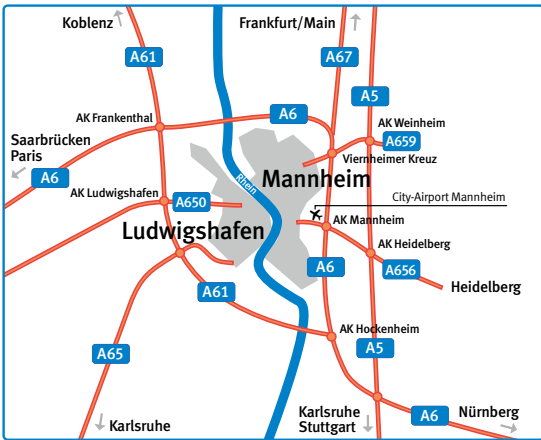 Koblenz
Frankfurt/Main
A61
A67
A5
A6
AK Frankenthal
AK Weinheim
A659
Saarbrücken
Paris
Viernheimer Kreuz
A6
Mannheim
Rhein
AK Ludwigshafen
A650
City-Airport Mannheim
AK Mannheim
Ludwigshafen
AK Heidelberg
A6
A656
Heidelberg
A61
AK Hockenheim
A65
A5
Karlsruhe
Karlsruhe
Stuttgart
A6
Nürnberg